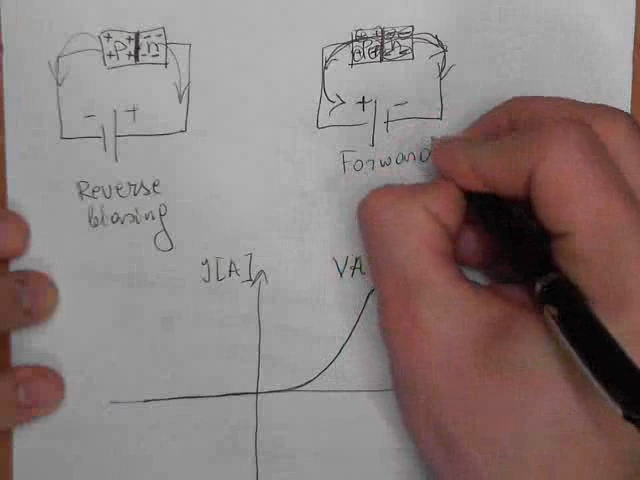 P n
- +
Reverse
biasing
P n
+ -
Forward
I[A]
VA